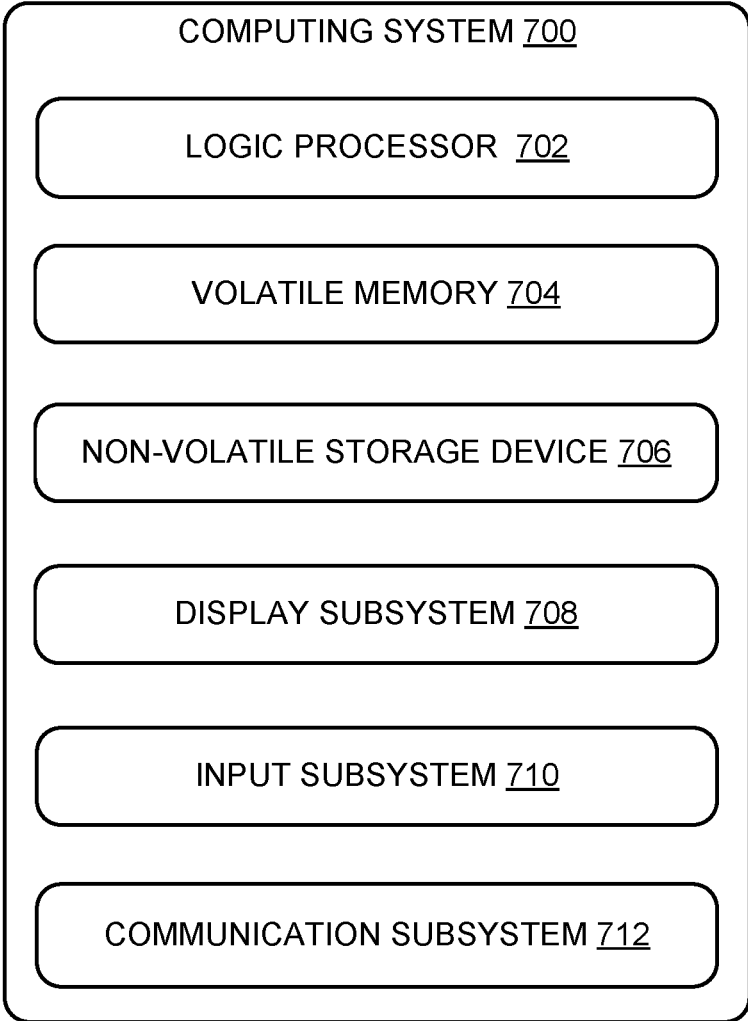 COMPUTING SYSTEM 700
LOGIC PROCESSOR 702
VOLATILE MEMORY 704
NON-VOLATILE STORAGE DEVICE 706
DISPLAY SUBSYSTEM 708
INPUT SUBSYSTEM 710
COMMUNICATION SUBSYSTEM 712